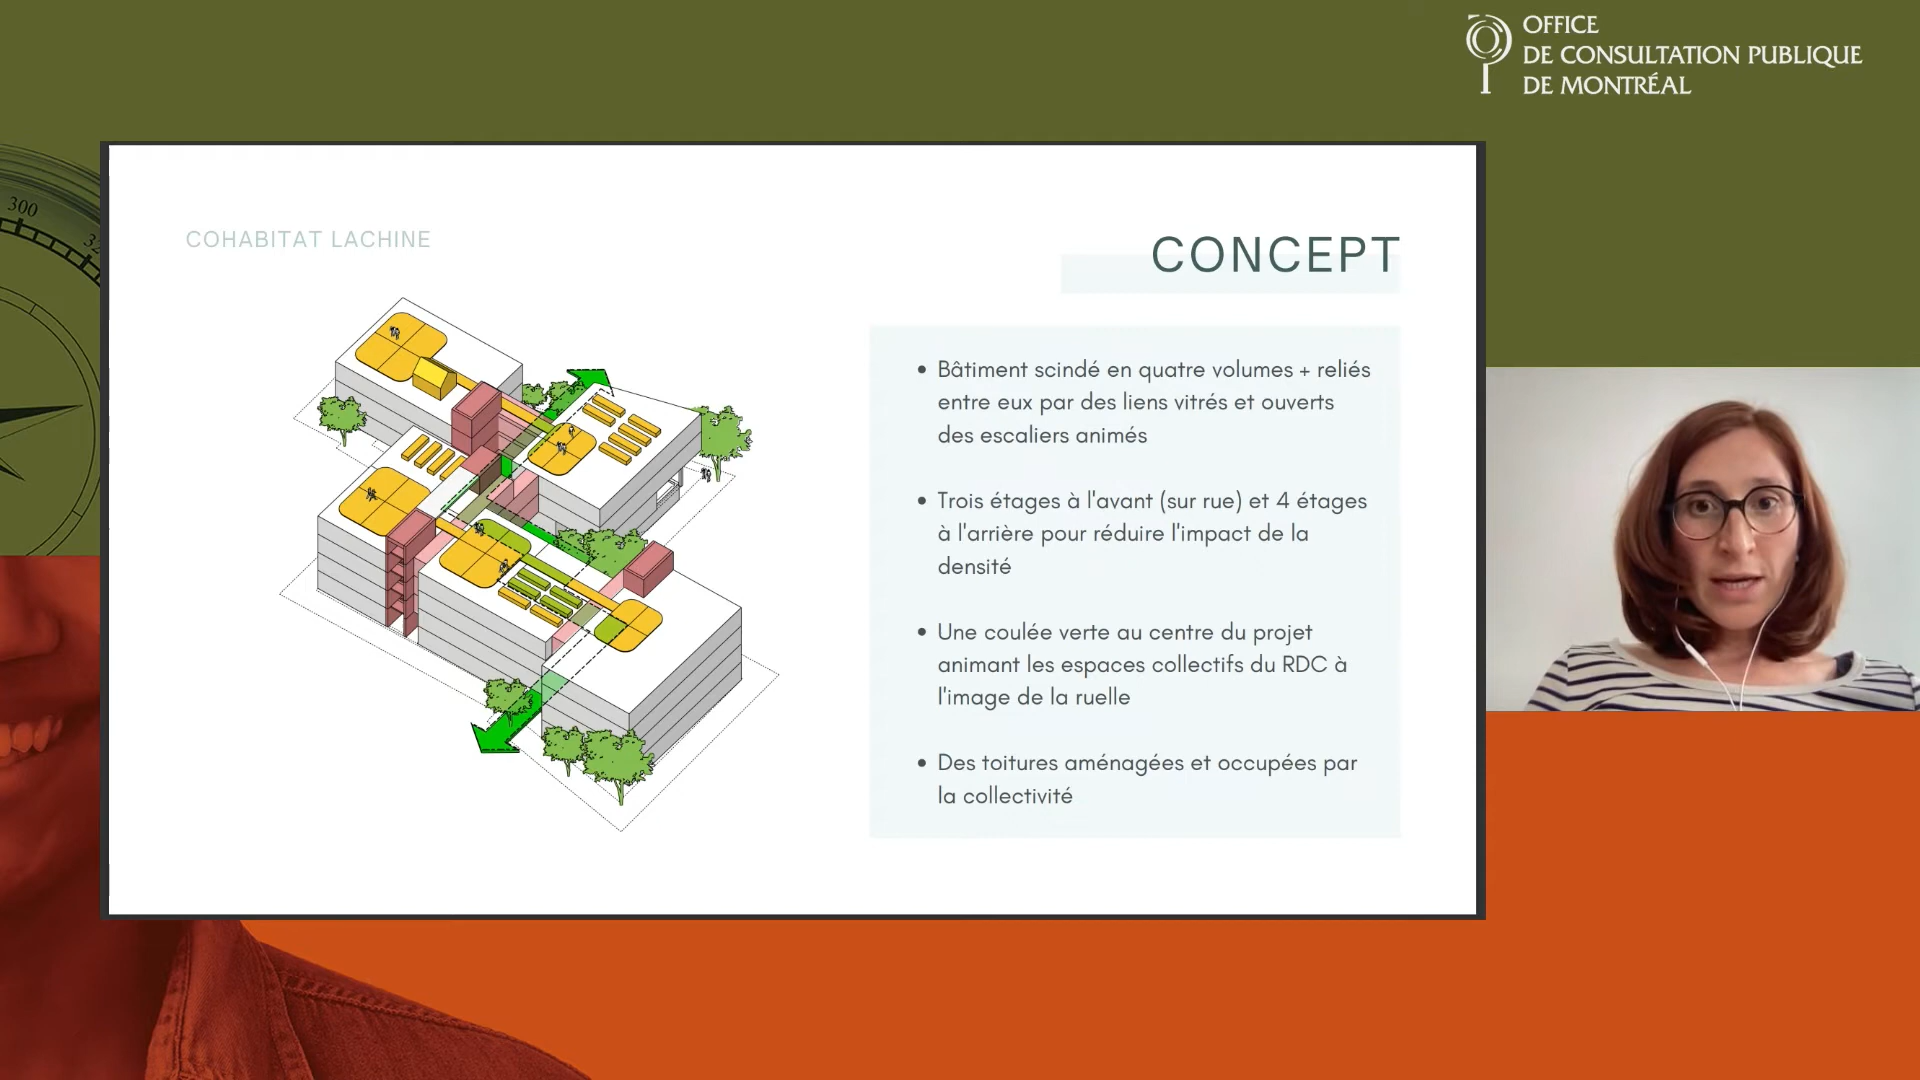 OFFICE
DE CONSULTATION PUBLIQUE
DE MONTRÉAL
300
COHABITAT LACHINE
CONCEPT
• Bâtiment scindé en quatre volumes + reliés
entre eux par des liens vitrés et ouverts
des escaliers animés
• Trois étages à l'avant (sur rue) et 4 étages
à l'arrière pour réduire l'impact de la
densité
• Une coulée verte au centre du projet
animant les espaces collectifs du RDC à
l'image de la ruelle
• Des toitures aménagées et occupées par
la collectivité